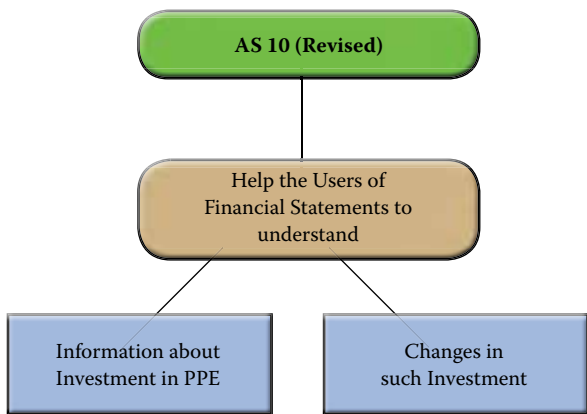 AS 10 (Revised)
Help the Users of
Financial Statements to
understand
Information about
Investment in PPE
Changes in
such Investment